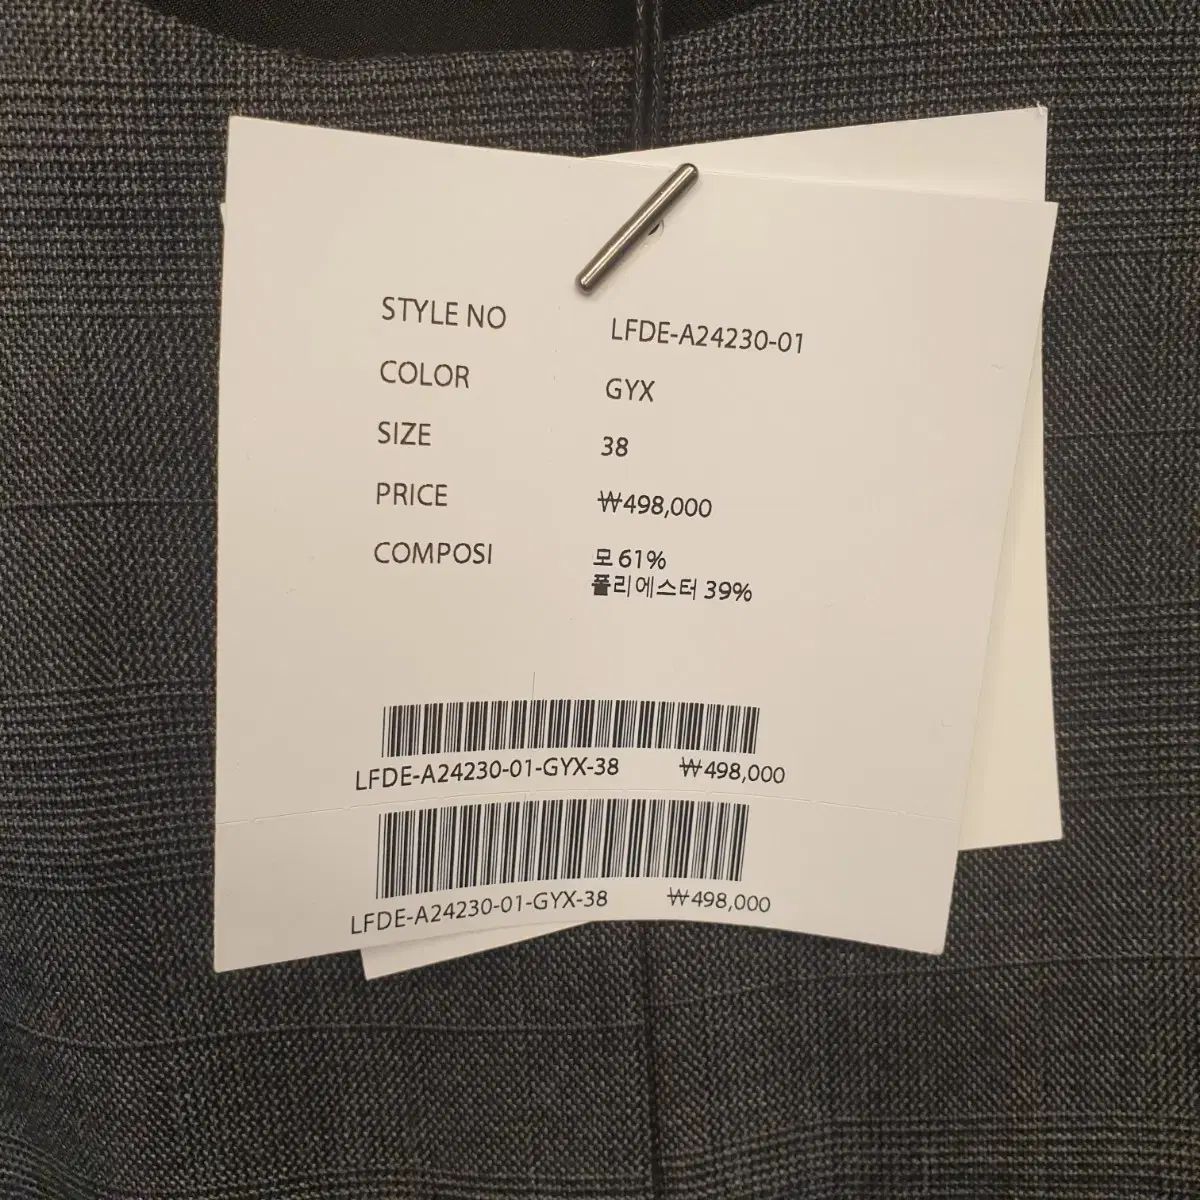 STYLE NO LFDE-A24230-01
COLOR GYX
SIZE 38
PRICE ₩498,000
COMPOSI 모 61%
폴리에스터 39%
LFDE-A24230-01-GYX-38 ₩498,000
LFDE-A24230-01-GYX-38 ₩498,000